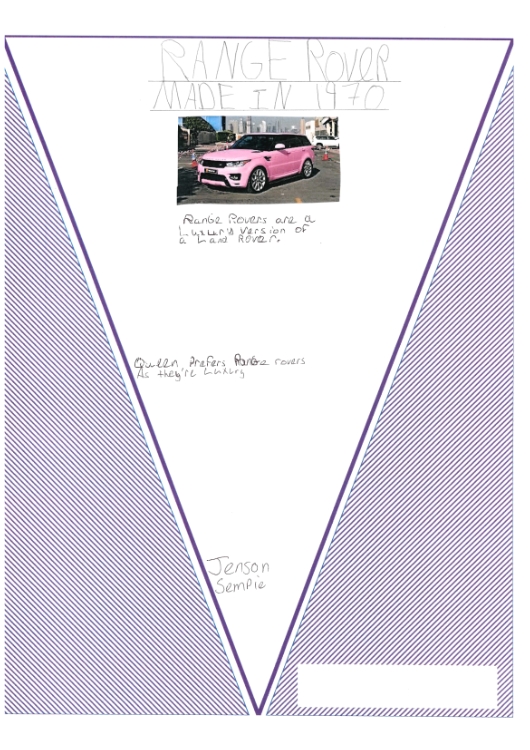 RANGE ROVER
MADE IN 1970
Range Rovers are a
Luxury's version of
a Land Rover.
Queen Prefers Range rovers
As they're Luxury
Jenson
Semple